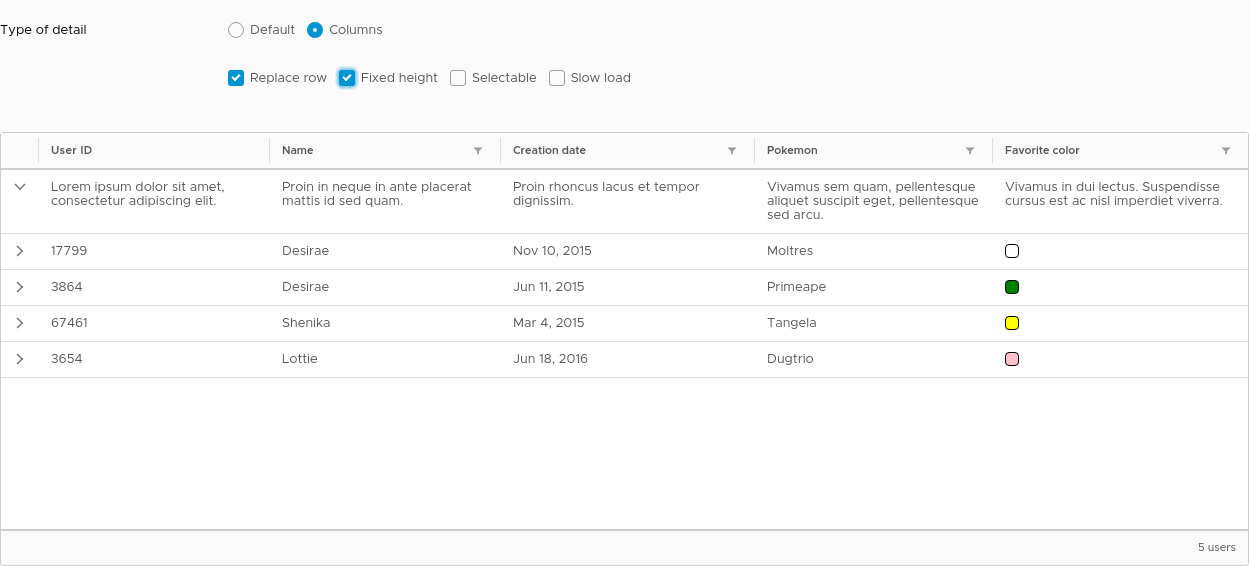 Type of detail
Default Columns
Replace row Fixed height Selectable Slow load
User ID Name Creation date Pokemon Favorite color
Lorem ipsum dolor sit amet,
consectetur adipiscing elit.
Proin in neque in ante placerat
mattis id sed quam.
Proin rhoncus lacus et tempor
dignissim.
Vivamus sem quam, pellentesque
aliquet suscipit eget, pellentesque
sed arcu.
Vivamus in dui lectus. Suspendisse
cursus est ac nisl imperdiet viverra.
17799 Desirae Nov 10, 2015 Moltres
3864 Desirae Jun 11, 2015 Primeape
67461 Shenika Mar 4, 2015 Tangela
3654 Lottie Jun 18, 2016 Dugtrio
5 users